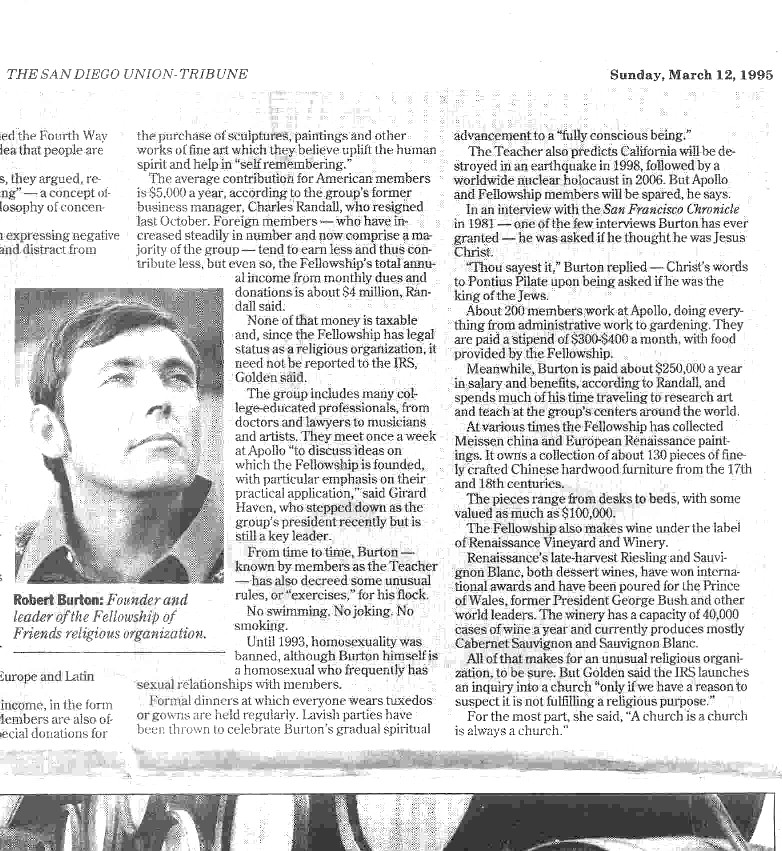 THE SAN DIEGO UNION-TRIBUNE
Sunday, March 12, 1995
ed the Fourth Way
dea that people are
s, they argued, re-
ng" — a concept of-
losophy of concen-
expressing negative
and distract from
Europe and Latin
income, in the form
Members are also of-
ecial donations for
the purchase of sculptures, paintings and other
works of fine art which they believe uplift the human
spirit and help in "self remembering."
The average contribution for American members
is $5,000 a year, according to the group's former
business manager, Charles Randall, who resigned
last October. Foreign members — who have in-
creased steadily in number and now comprise a ma-
jority of the group — tend to earn less and thus con-
tribute less, but even so, the Fellowship's total annu-
al income from monthly dues and
donations is about $4 million, Ran-
dall said.
None of that money is taxable
and, since the Fellowship has legal
status as a religious organization, it
need not be reported to the IRS,
Golden said.
The group includes many col-
lege-educated professionals, from
doctors and lawyers to musicians
and artists. They meet once a week
at Apollo "to discuss ideas on
which the Fellowship is founded,
with particular emphasis on their
practical application," said Girard
Haven, who stepped down as the
group's president recently but is
still a key leader.
From time to time, Burton —
known by members as the Teacher
— has also decreed some unusual
rules, or "exercises," for his flock.
No swimming. No joking. No
smoking.
Until 1993, homosexuality was
banned, although Burton himself is
a homosexual who frequently has
sexual relationships with members.
Formal dinners at which everyone wears tuxedos
or gowns are held regularly. Lavish parties have
been thrown to celebrate Burton's gradual spiritual
Robert Burton: Founder and
leader of the Fellowship of
Friends religious organization.
advancement to a "fully conscious being."
The Teacher also predicts California will be de-
stroyed in an earthquake in 1998, followed by a
worldwide nuclear holocaust in 2006. But Apollo
and Fellowship members will be spared, he says.
In an interview with the San Francisco Chronicle
in 1981 — one of the few interviews Burton has ever
granted — he was asked if he thought he was Jesus
Christ.
"Thou sayest it," Burton replied — Christ's words
to Pontius Pilate upon being asked if he was the
king of the Jews.
About 200 members work at Apollo, doing every-
thing from administrative work to gardening. They
are paid a stipend of $300-$400 a month, with food
provided by the Fellowship.
Meanwhile, Burton is paid about $250,000 a year
in salary and benefits, according to Randall, and
spends much of his time traveling to research art
and teach at the group's centers around the world.
At various times the Fellowship has collected
Meissen china and European Renaissance paint-
ings. It owns a collection of about 130 pieces of fine-
ly crafted Chinese hardwood furniture from the 17th
and 18th centuries.
The pieces range from desks to beds, with some
valued as much as $100,000.
The Fellowship also makes wine under the label
of Renaissance Vineyard and Winery.
Renaissance's late-harvest Riesling and Sauvi-
gnon Blanc, both dessert wines, have won interna-
tional awards and have been poured for the Prince
of Wales, former President George Bush and other
world leaders. The winery has a capacity of 40,000
cases of wine a year and currently produces mostly
Cabernet Sauvignon and Sauvignon Blanc.
All of that makes for an unusual religious organi-
zation, to be sure. But Golden said the IRS launches
an inquiry into a church "only if we have a reason to
suspect it is not fulfilling a religious purpose."
For the most part, she said, "A church is a church
is always a church."